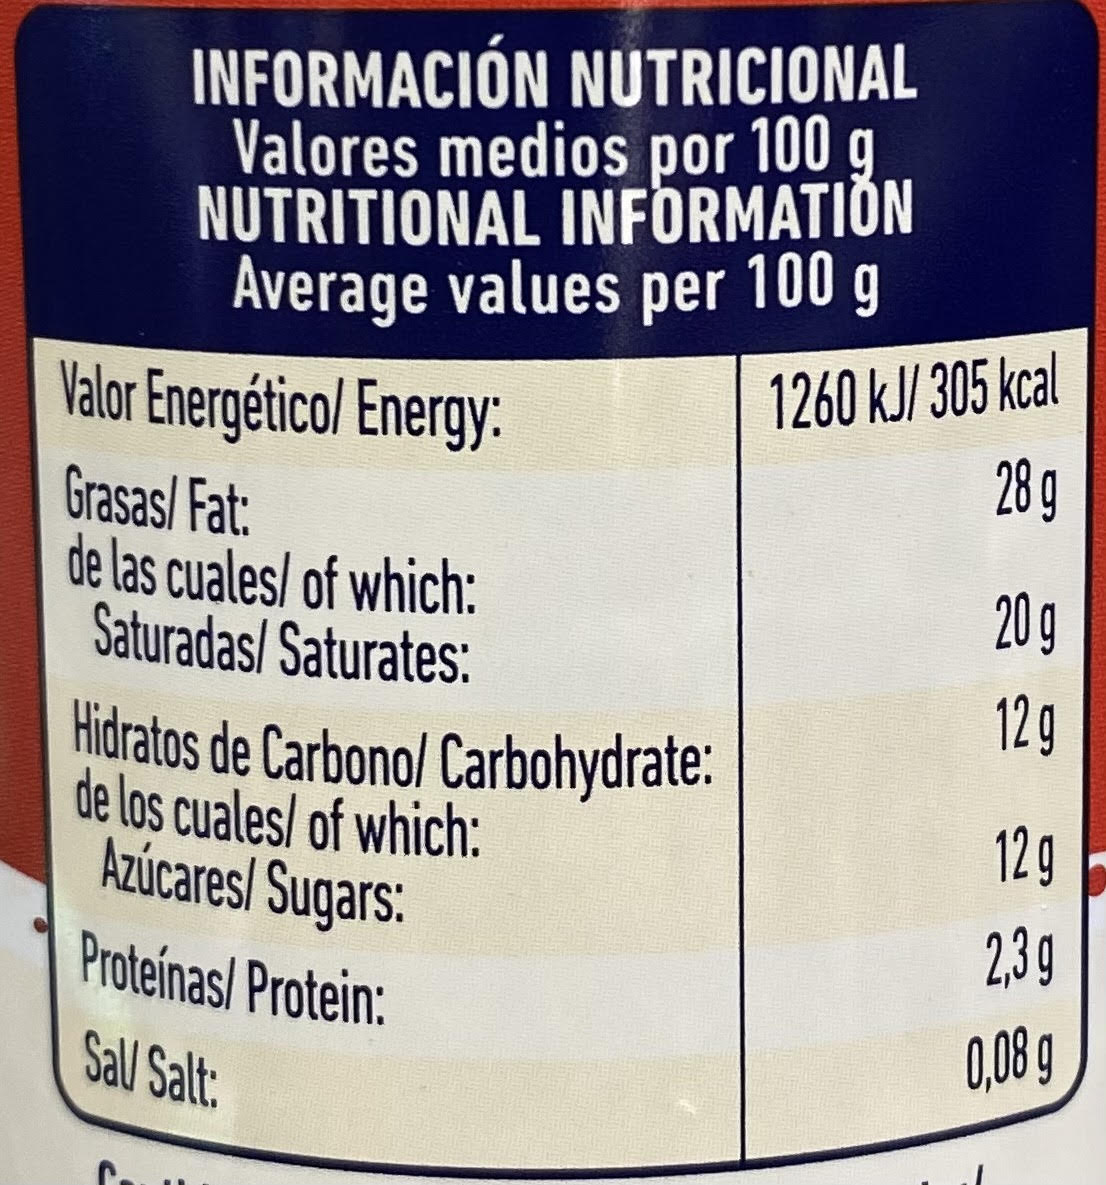 INFORMACIÓN NUTRICIONAL
Valores medios por 100 g
NUTRITIONAL INFORMATION
Average values per 100 g
Valor Energético/ Energy: 1260 kJ/ 305 kcal
Grasas/ Fat: 28 g
de las cuales/ of which:
Saturadas/ Saturates: 20 g
Hidratos de Carbono/ Carbohydrate: 12 g
de los cuales/ of which:
Azúcares/ Sugars: 12 g
Proteínas/ Protein: 2,3 g
Sal/ Salt: 0,08 g